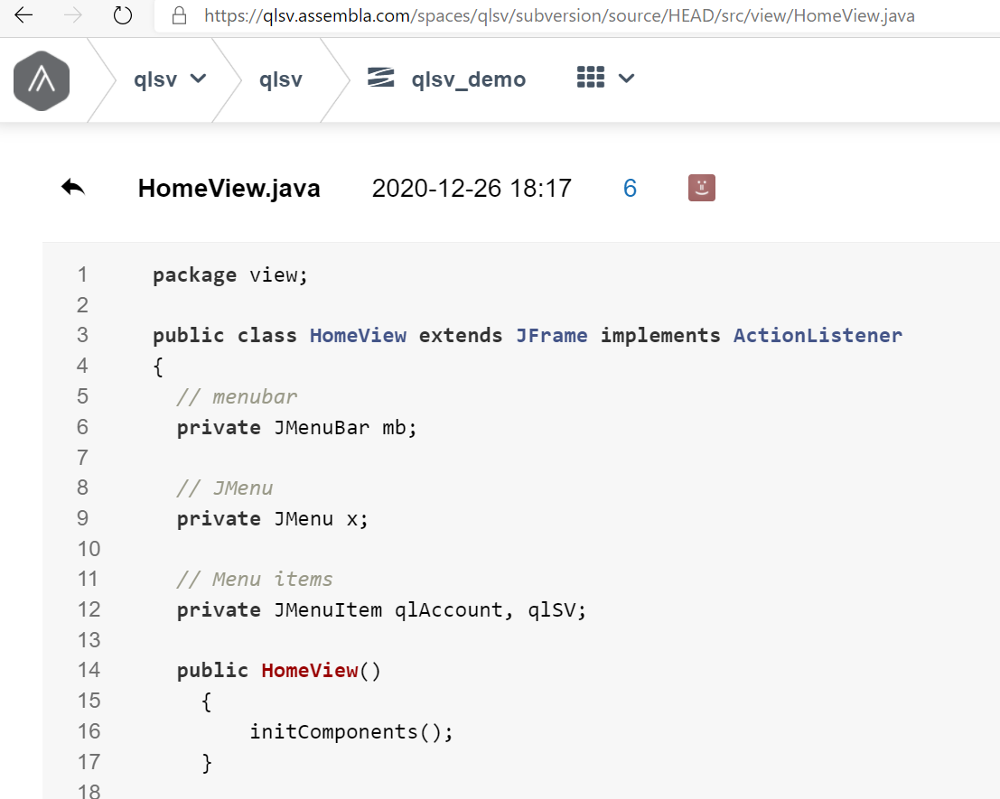 https://qlsv.assembla.com/spaces/qlsv/subversion/source/HEAD/src/view/HomeView.java
qlsv qlsv qlsv_demo
HomeView.java 2020-12-26 18:17 6
1 package view;
2
3 public class HomeView extends JFrame implements ActionListener
4 {
5 // menubar
6 private JMenuBar mb;
7
8 // JMenu
9 private JMenu x;
10
11 // Menu items
12 private JMenuItem qlAccount, qlSV;
13
14 public HomeView()
15 {
16 initComponents();
17 }
18